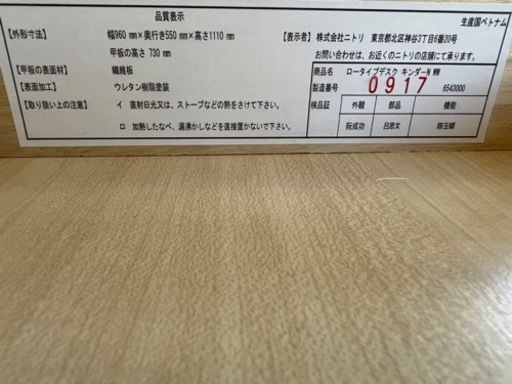 品質表示
生産国ベトナム
【外形寸法】 幅960 mm×奥行き550 mm×高さ1110 mm
甲板の高さ 730 mm
【甲板の表面材】 繊維板
【表面加工】 ウレタン樹脂塗装
【取り扱い上の注意】 イ 直射日光又は、ストーブなどの熱をさけて下さい。
ロ 加熱したなべ、湯沸かしなどを直接置かないで下さい。
【表示者】 株式会社ニトリ 東京都北区神谷3丁目6番20号
お問い合わせは、お近くのニトリの店舗にて承ります。
商品名 ロータイプデスク キンダーN WW
製造番号 0917 6543000
検品証 外観 部品 機能
阮成功 吕思文